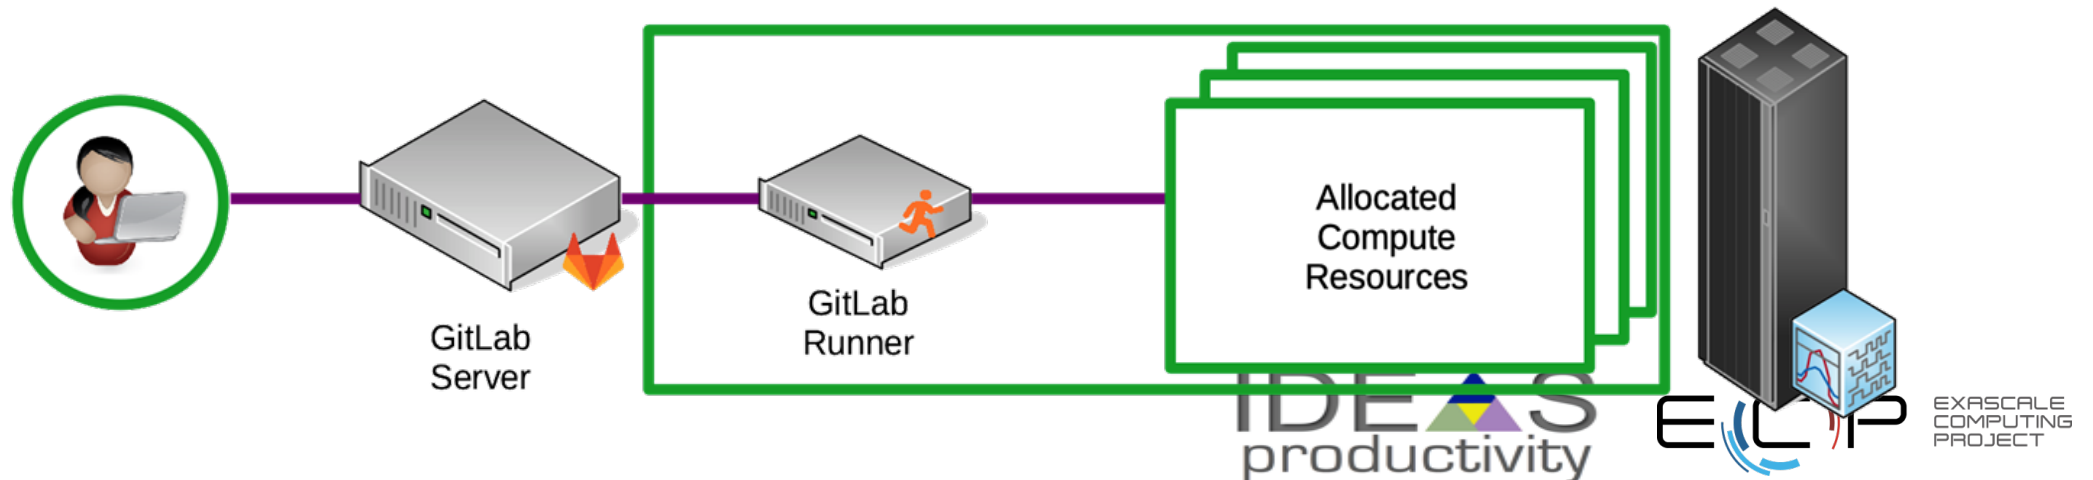 GitLab
Server
GitLab
Runner
Allocated
Compute
Resources
IDEAS
productivity
ECP
EXASCALE
COMPUTING
PROJECT